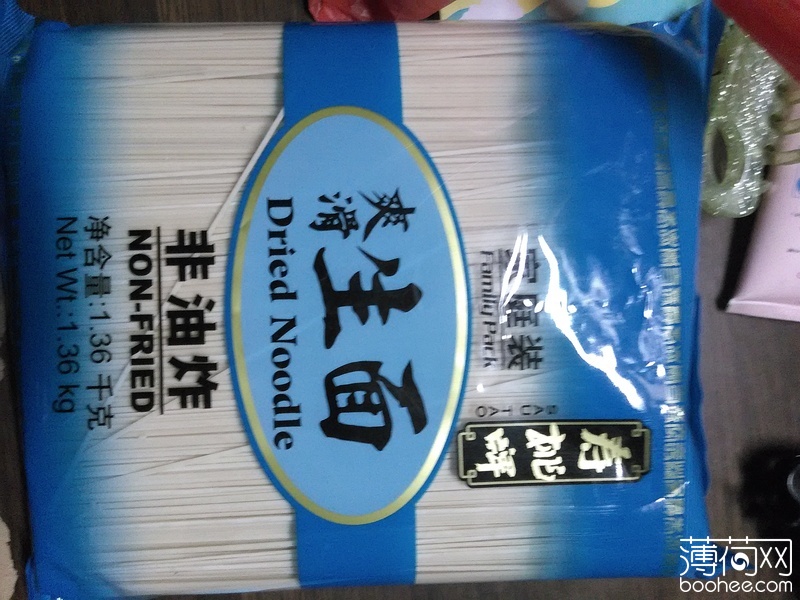 寿桃牌
SAU TAO
家庭装
Family Pack
爽滑
生面
Dried Noodle
非油炸
NON-FRIED
净含量:1.36 千克
Net Wt.:1.36 kg
薄荷网
boohee.com